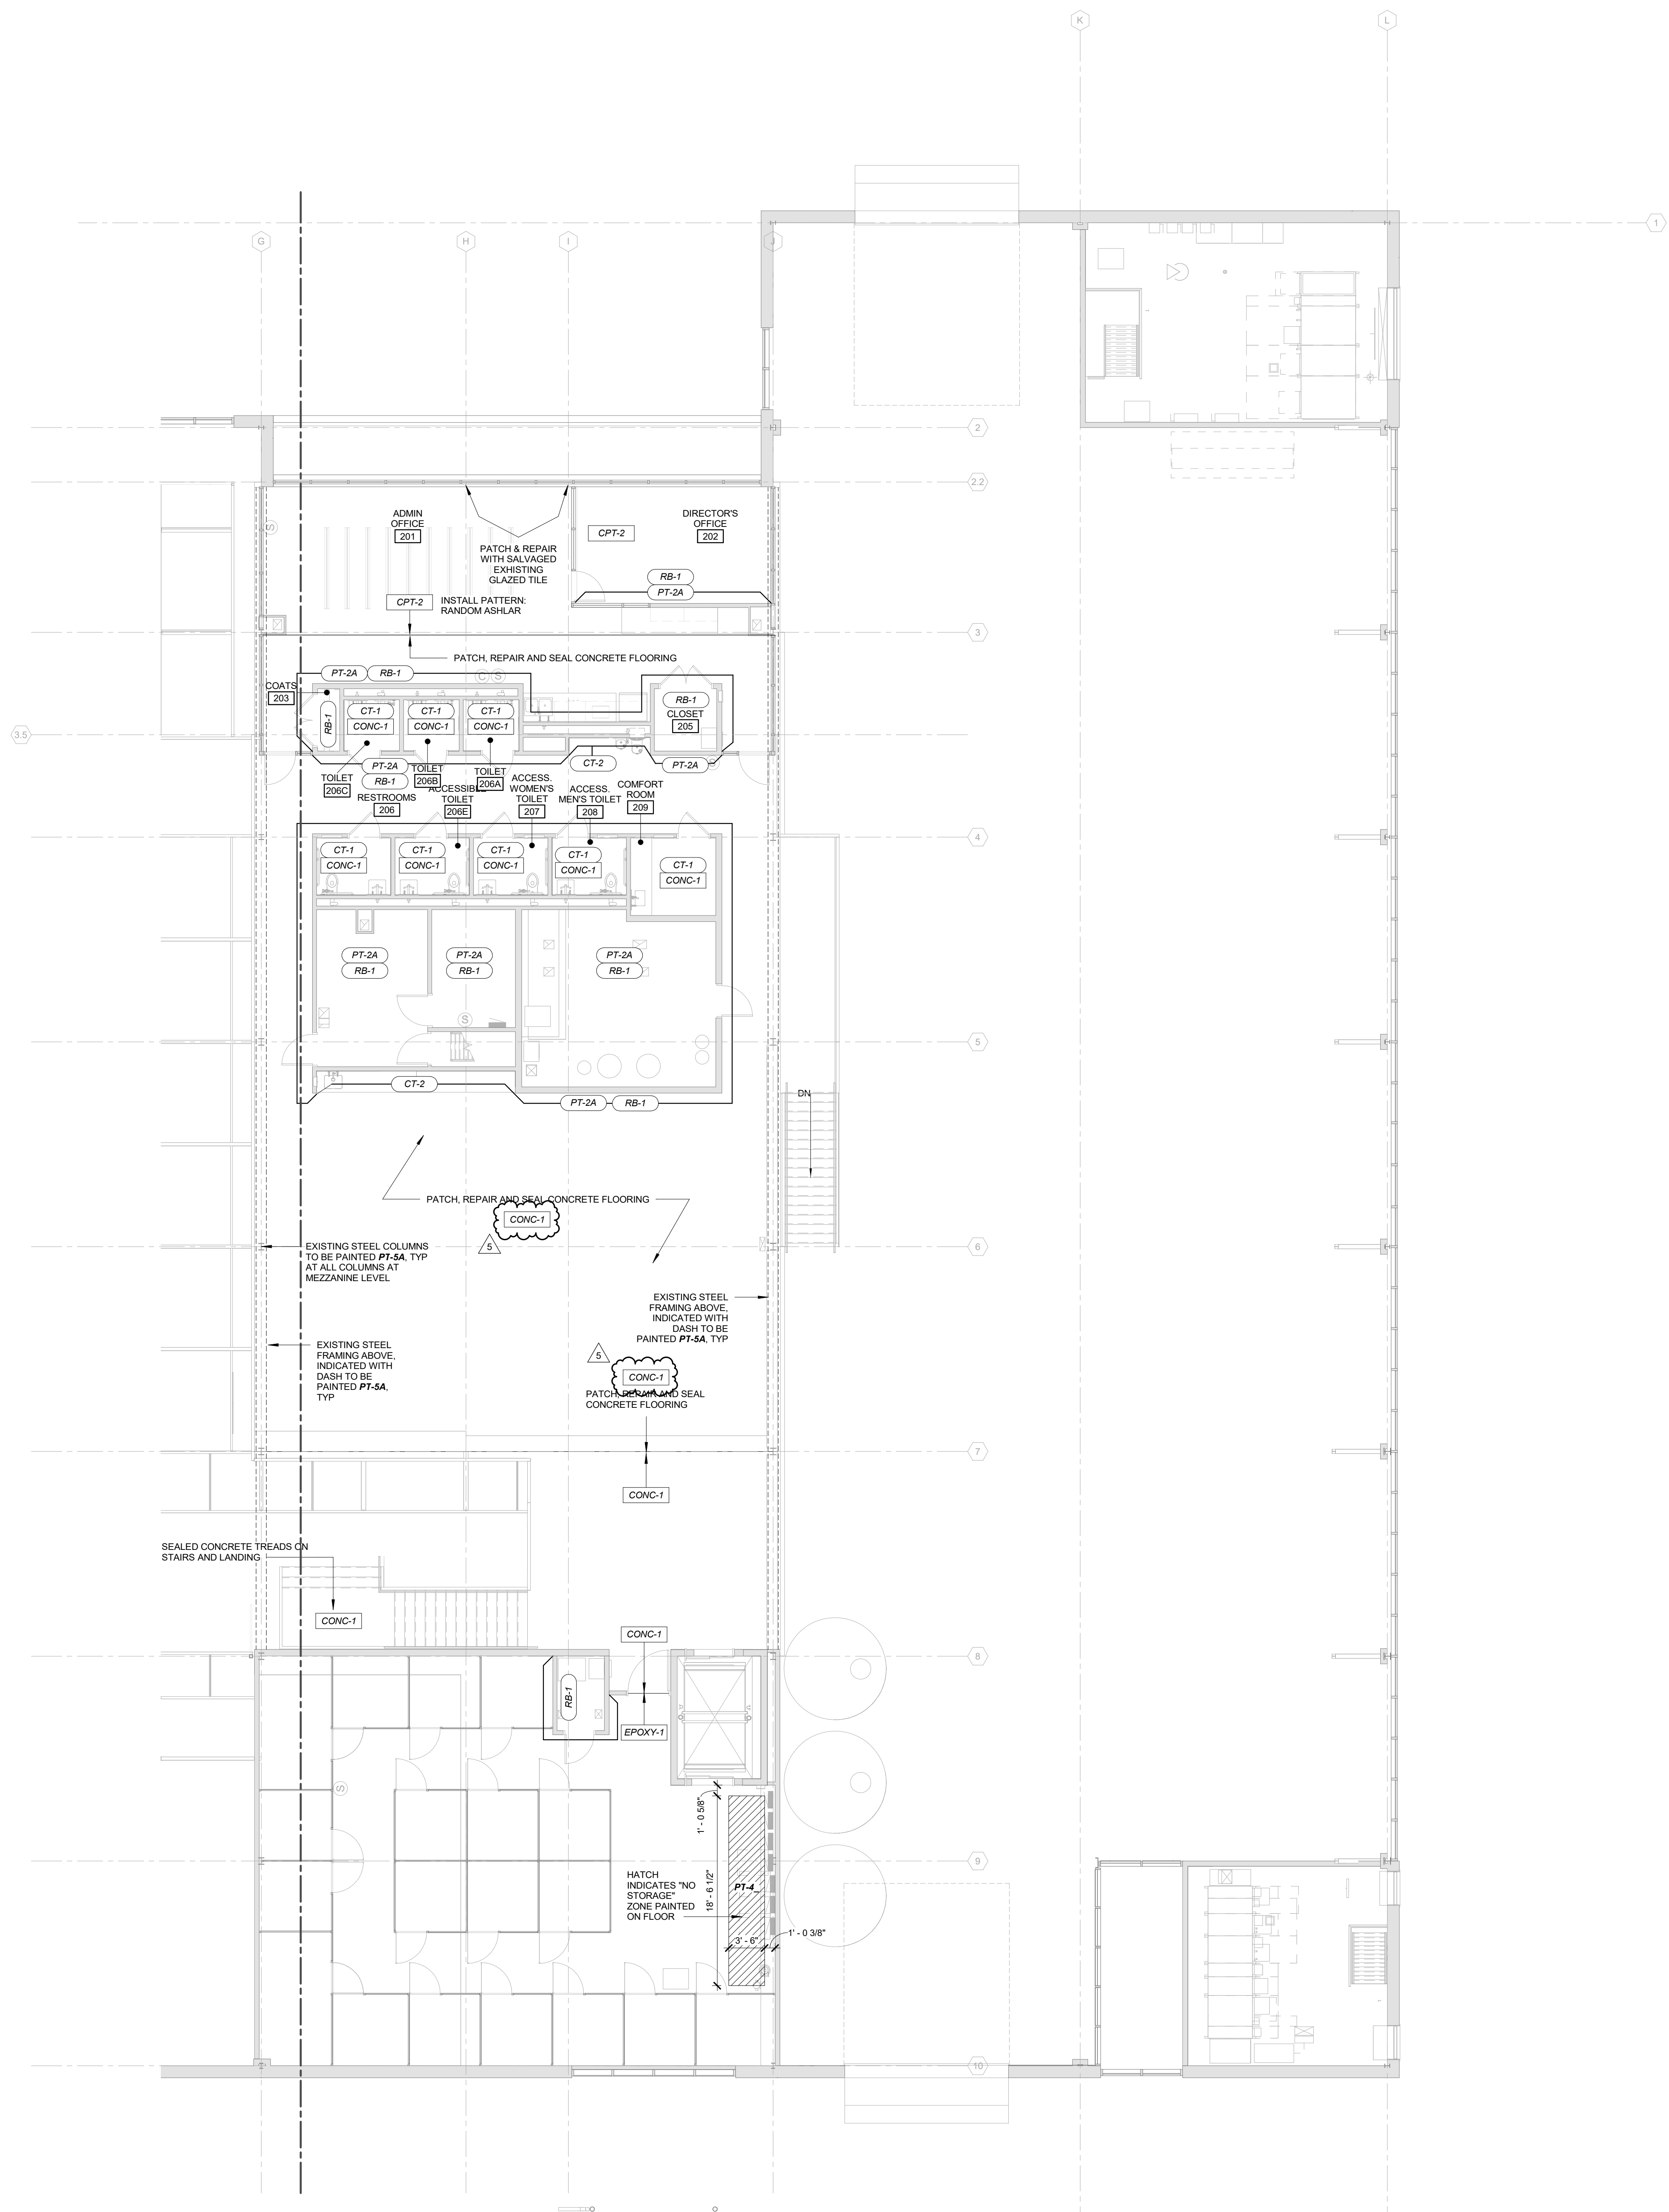 K
L
1
G
H
I
J
2
2.2
ADMIN
OFFICE
201
DIRECTOR'S
OFFICE
202
CPT-2
S
PATCH & REPAIR
WITH SALVAGED
EXHISTING
GLAZED TILE
RB-1
PT-2A
CPT-2
INSTALL PATTERN:
RANDOM ASHLAR
3
PATCH, REPAIR AND SEAL CONCRETE FLOORING
PT-2A
RB-1
C
S
COATS
203
RB-1
CT-1
CONC-1
CT-1
CONC-1
CT-1
CONC-1
RB-1
CLOSET
205
3.5
PT-2A
RB-1
CT-2
PT-2A
TOILET
206C
TOILET
206B
TOILET
206A
RESTROOMS
206
ACCESSIBLE
TOILET
206E
ACCESS.
WOMEN'S
TOILET
207
ACCESS.
MEN'S TOILET
208
COMFORT
ROOM
209
4
CT-1
CONC-1
CT-1
CONC-1
CT-1
CONC-1
CT-1
CONC-1
CT-1
CONC-1
PT-2A
RB-1
PT-2A
RB-1
PT-2A
RB-1
S
5
CT-2
PT-2A
RB-1
DN
PATCH, REPAIR AND SEAL CONCRETE FLOORING
CONC-1
5
6
EXISTING STEEL COLUMNS
TO BE PAINTED PT-5A, TYP
AT ALL COLUMNS AT
MEZZANINE LEVEL
EXISTING STEEL
FRAMING ABOVE,
INDICATED WITH
DASH TO BE
PAINTED PT-5A, TYP
EXISTING STEEL
FRAMING ABOVE,
INDICATED WITH
DASH TO BE
PAINTED PT-5A,
TYP
5
CONC-1
PATCH, REPAIR AND SEAL
CONCRETE FLOORING
7
CONC-1
SEALED CONCRETE TREADS ON
STAIRS AND LANDING
CONC-1
CONC-1
8
RB-1
EPOXY-1
S
1' - 0 5/8"
9
HATCH
INDICATES "NO
STORAGE"
ZONE PAINTED
ON FLOOR
18' - 6 1/2"
PT-4
3' - 6"
1' - 0 3/8"
10